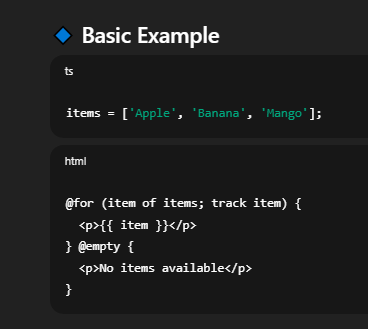 Basic Example
ts
items = ['Apple', 'Banana', 'Mango'];
html
@for (item of items; track item) {
  <p>{{ item }}</p>
} @empty {
  <p>No items available</p>
}